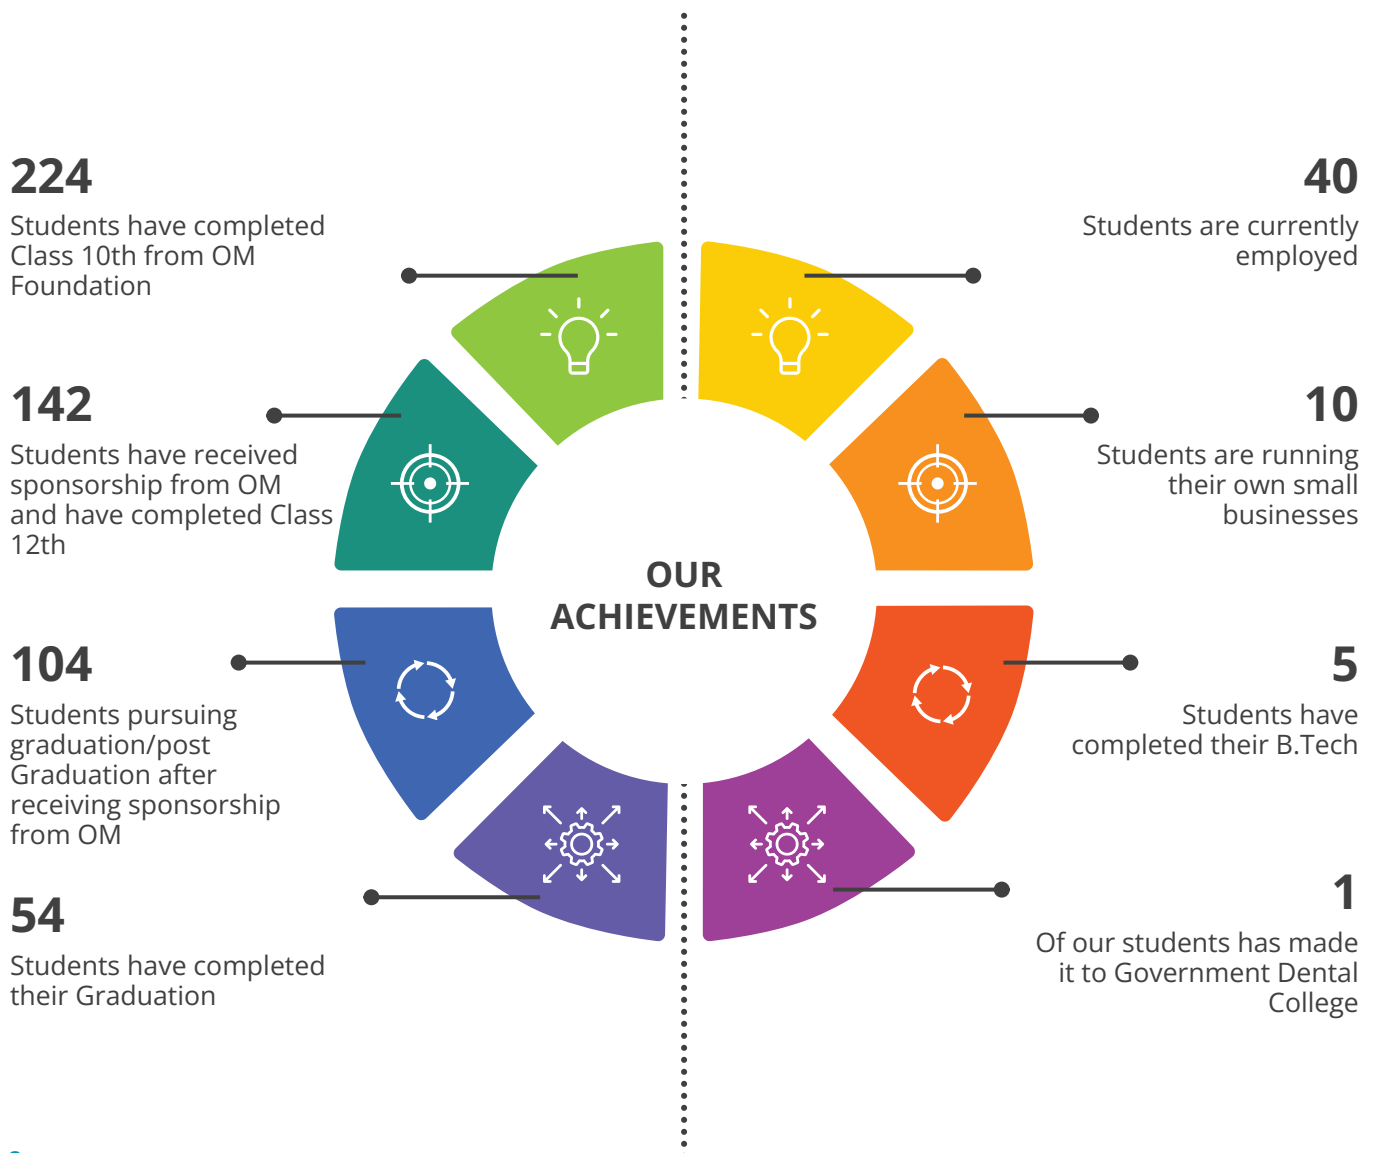 224
Students have completed
Class 10th from OM
Foundation
142
Students have received
sponsorship from OM
and have completed Class
12th
104
Students pursuing
graduation/post
Graduation after
receiving sponsorship
from OM
54
Students have completed
their Graduation
OUR
ACHIEVEMENTS
40
Students are currently
employed
10
Students are running
their own small
businesses
5
Students have
completed their B.Tech
1
Of our students has made
it to Government Dental
College